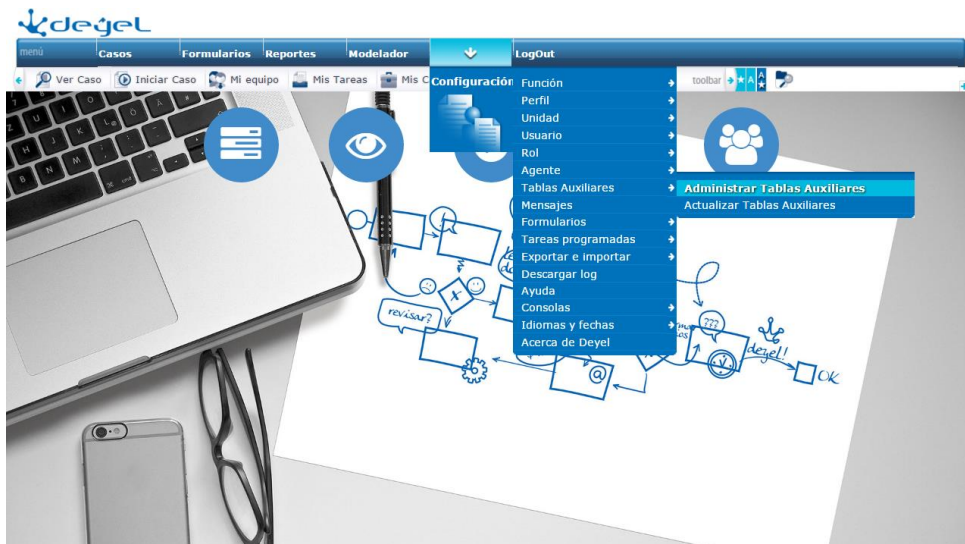 deyel
menú Casos Formularios Reportes Modelador LogOut
Ver Caso Iniciar Caso Mi equipo Mis Tareas Mis C Configuración toolbar
Función
Perfil
Unidad
Usuario
Rol
Agente
Tablas Auxiliares
Administrar Tablas Auxiliares
Actualizar Tablas Auxiliares
Mensajes
Formularios
Tareas programadas
Exportar e importar
Descargar log
Ayuda
Consolas
Idiomas y fechas
Acerca de Deyel
revisar?
???
deyel!
OK
@